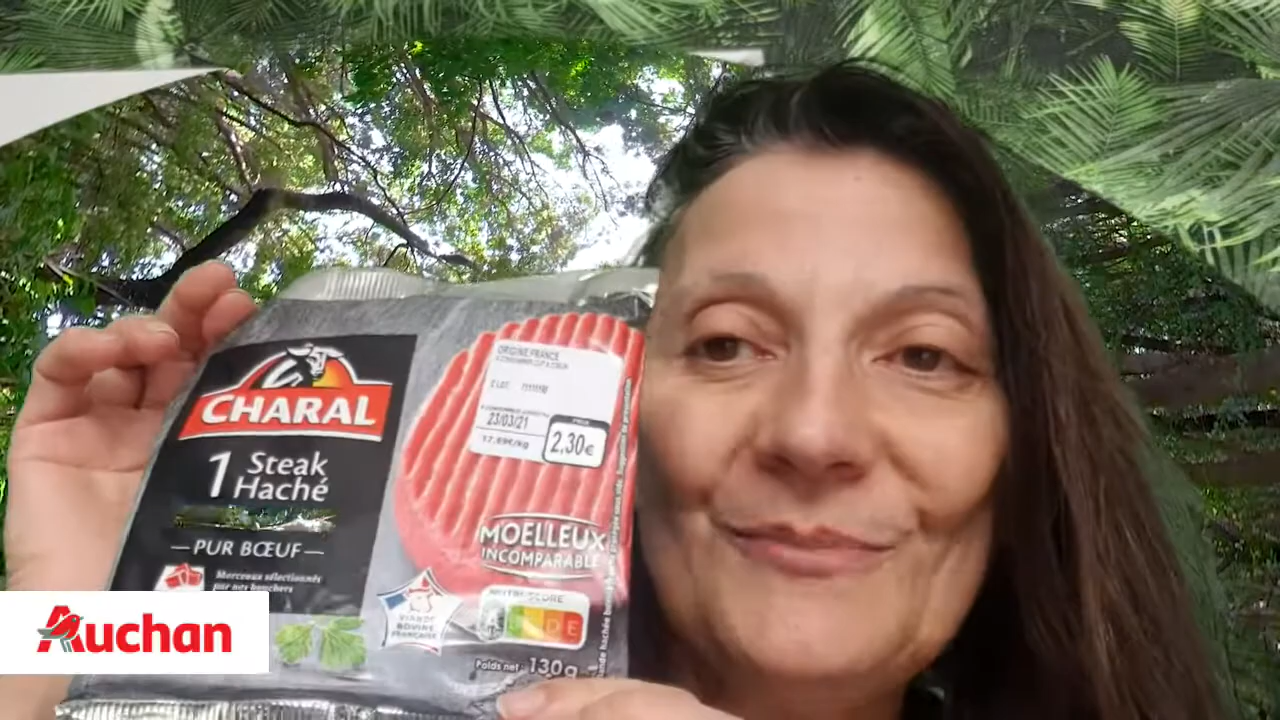 CHARAL
1 Steak
Haché
PUR BŒUF
Morceaux sélectionnés
par nos bouchers
ORIGINE FRANCE
23/03/21
17,69€/kg
2,30€
MOELLEUX
INCOMPARABLE
VIANDE
BOVINE
FRANÇAISE
NUTRI-SCORE
D E
Poids net : 130g
Auchan